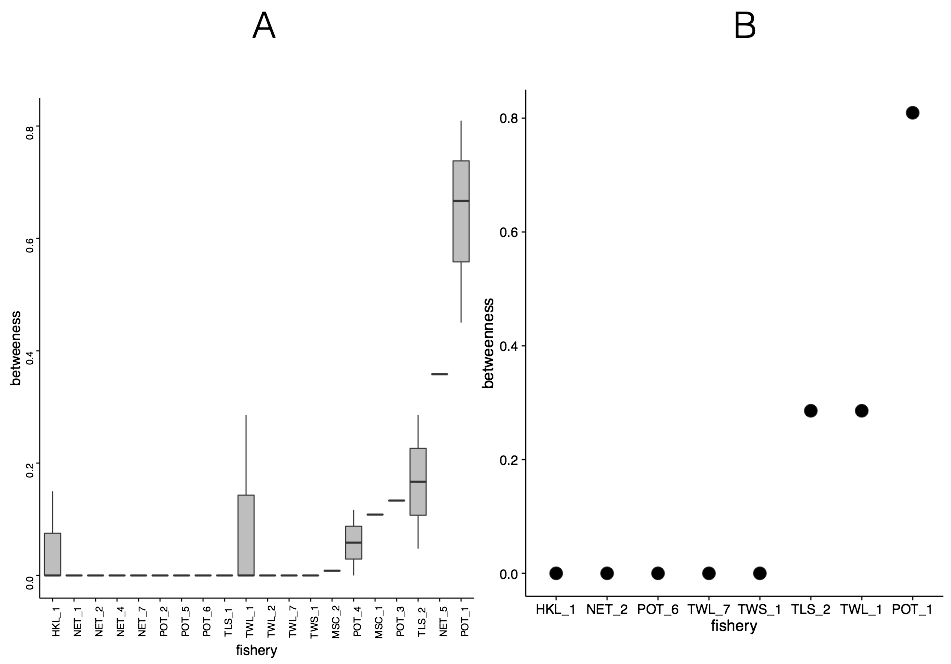 A
B
betweeness
0.8
0.6
0.4
0.2
0.0
HKL_1 NET_1 NET_2 NET_4 NET_7 POT_2 POT_5 POT_6 TLS_1 TWL_1 TWL_2 TWL_7 TWS_1 MSC_2 POT_4 MSC_1 POT_3 TLS_2 NET_5 POT_1
fishery
betweenness
0.8
0.6
0.4
0.2
0.0
HKL_1 NET_2 POT_6 TWL_7 TWS_1 TLS_2 TWL_1 POT_1
fishery